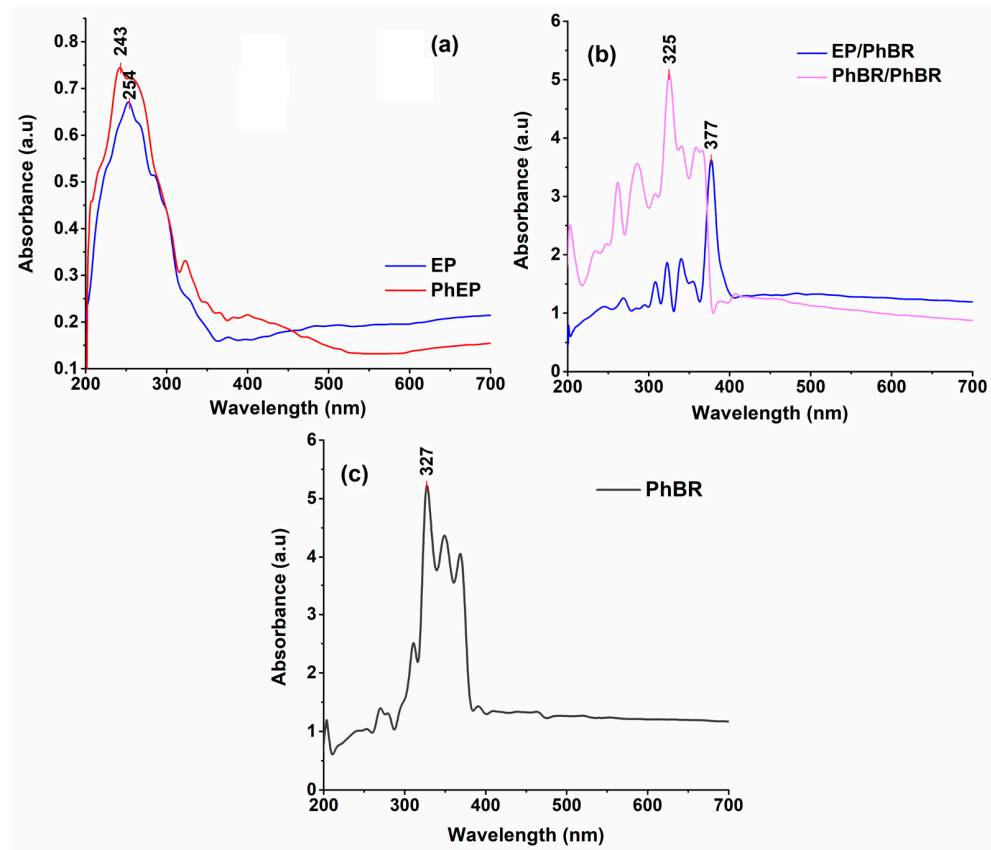 (a)
243
254
EP
PhEP
0.8
0.7
0.6
0.5
0.4
0.3
0.2
0.1
200 300 400 500 600 700
Absorbance (a.u)
Wavelength (nm)
(b)
325
377
EP/PhBR
PhBR/PhBR
6
5
4
3
2
1
0
200 300 400 500 600 700
Absorbance (a.u)
Wavelength (nm)
(c)
327
PhBR
6
5
4
3
2
1
0
200 300 400 500 600 700
Absorbance (a.u)
Wavelength (nm)